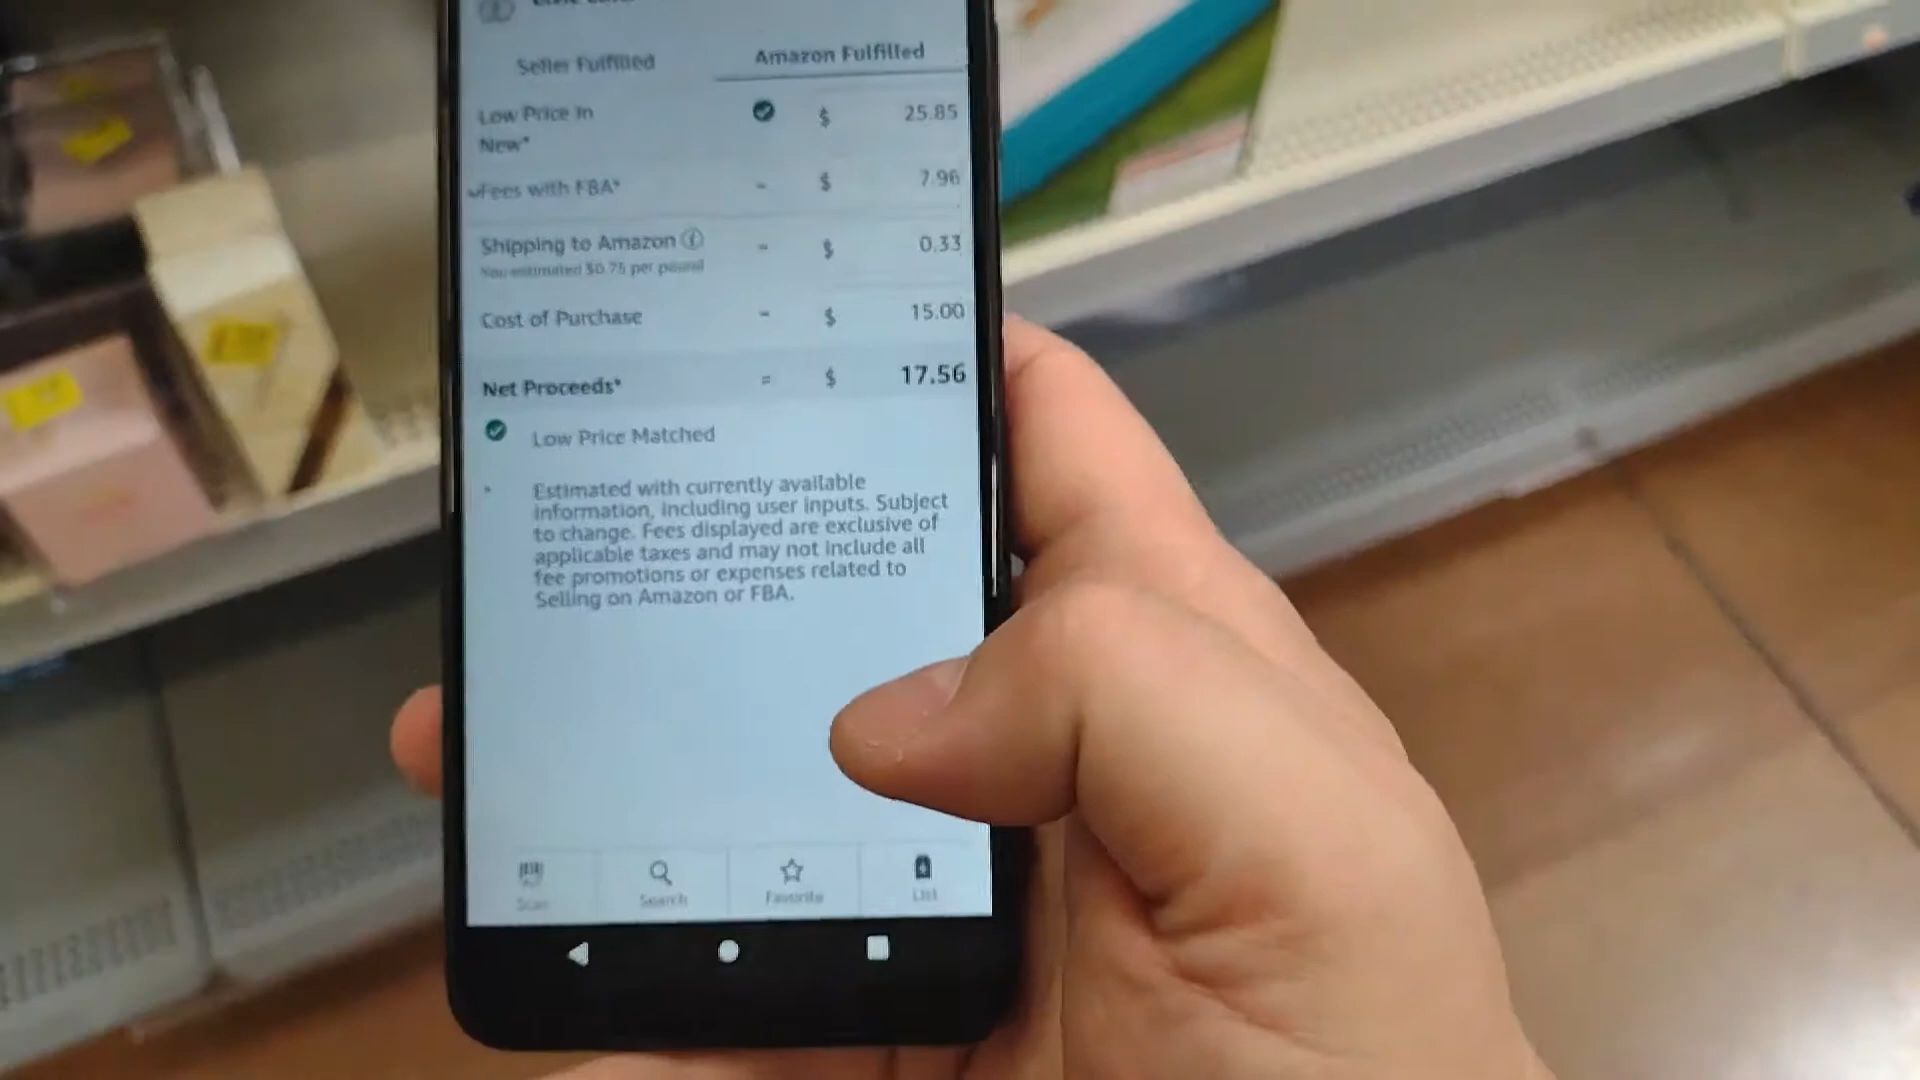 Seller Fulfilled Amazon Fulfilled
Low Price in $ 25.85
New*
Fees with FBA* - $ 7.96
Shipping to Amazon - $ 0.33
You estimated $0.75 per pound
Cost of Purchase - $ 15.00
Net Proceeds* = $ 17.56
Low Price Matched
* Estimated with currently available
information, including user inputs. Subject
to change. Fees displayed are exclusive of
applicable taxes and may not include all
fee promotions or expenses related to
Selling on Amazon or FBA.
Scan Search Favorite List